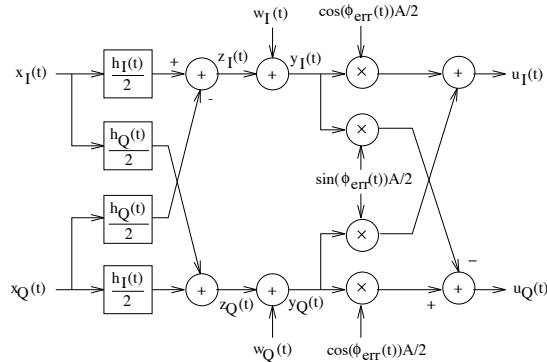 w_I(t)
cos(ϕ_err(t))A/2
x_I(t)
h_I(t)
2
+
+
-
z_I(t)
+
y_I(t)
×
+
u_I(t)
h_Q(t)
2
×
sin(ϕ_err(t))A/2
h_Q(t)
2
×
x_Q(t)
h_I(t)
2
+
z_Q(t)
+
y_Q(t)
×
+
−
+
u_Q(t)
w_Q(t)
cos(ϕ_err(t))A/2